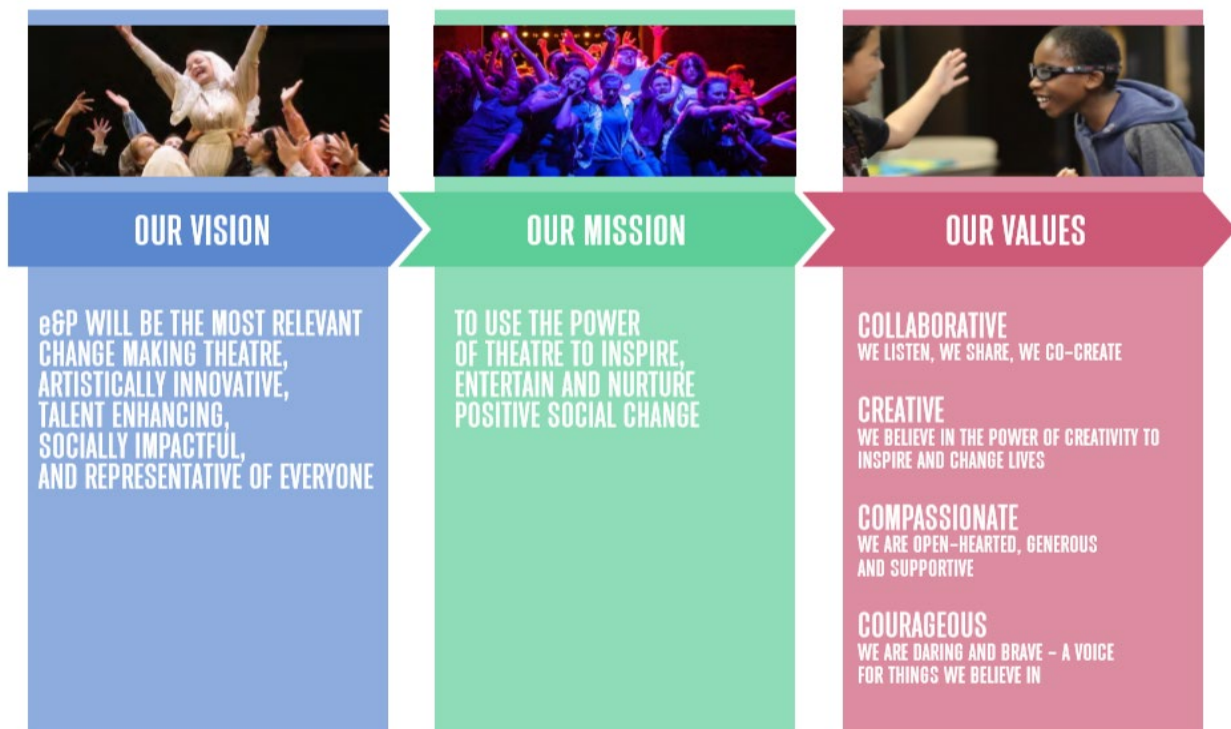 OUR VISION
e&P WILL BE THE MOST RELEVANT
CHANGE MAKING THEATRE,
ARTISTICALLY INNOVATIVE,
TALENT ENHANCING,
SOCIALLY IMPACTFUL,
AND REPRESENTATIVE OF EVERYONE
OUR MISSION
TO USE THE POWER
OF THEATRE TO INSPIRE,
ENTERTAIN AND NURTURE
POSITIVE SOCIAL CHANGE
OUR VALUES
COLLABORATIVE
WE LISTEN, WE SHARE, WE CO-CREATE
CREATIVE
WE BELIEVE IN THE POWER OF CREATIVITY TO
INSPIRE AND CHANGE LIVES
COMPASSIONATE
WE ARE OPEN-HEARTED, GENEROUS
AND SUPPORTIVE
COURAGEOUS
WE ARE DARING AND BRAVE – A VOICE
FOR THINGS WE BELIEVE IN